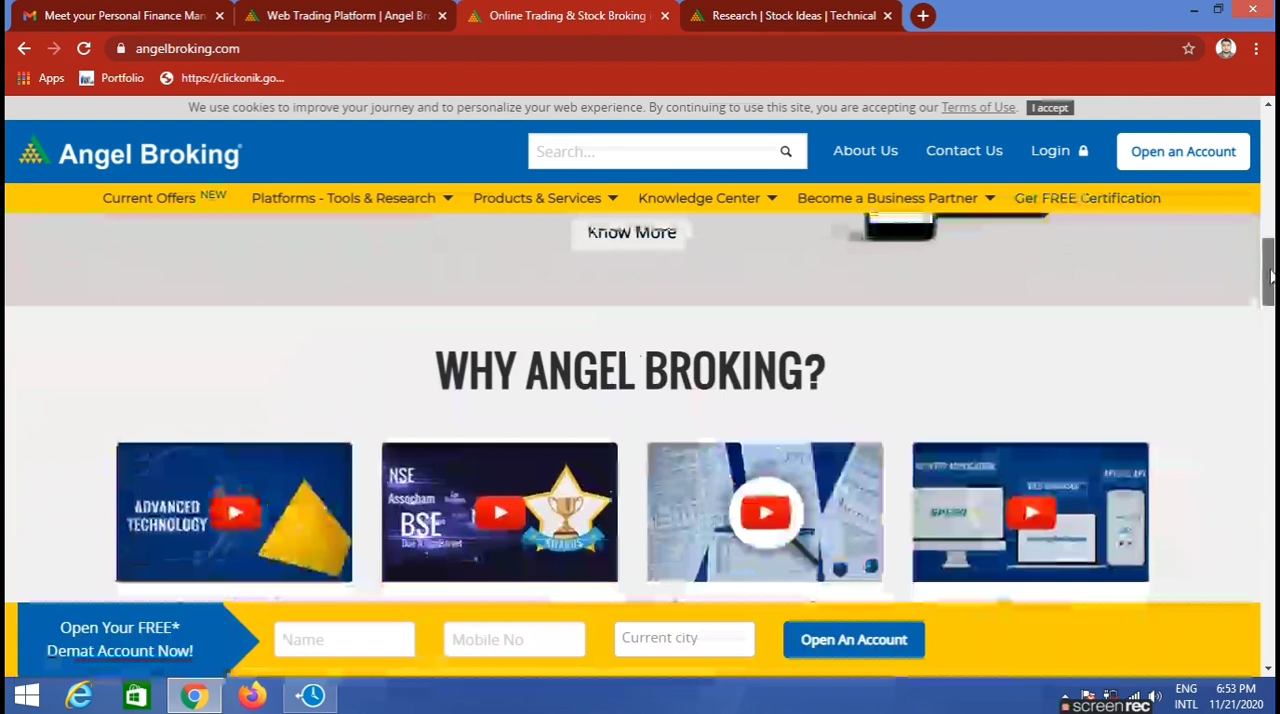 Meet your Personal Finance Man
Web Trading Platform | Angel Br
Online Trading & Stock Broking
Research | Stock Ideas | Technical
angelbroking.com
Apps
Portfolio
https://clickonik.go...
We use cookies to improve your journey and to personalize your web experience. By continuing to use this site, you are accepting our Terms of Use.
I accept
Angel Broking
Search...
About Us
Contact Us
Login
Open an Account
Current Offers NEW
Platforms - Tools & Research
Products & Services
Knowledge Center
Become a Business Partner
Get FREE Certification
Know More
WHY ANGEL BROKING?
ADVANCED
TECHNOLOGY
NSE
Assocham
BSE
Open Your FREE*
Demat Account Now!
Name
Mobile No
Current city
Open An Account
ENG
INTL
6:53 PM
11/21/2020
screenrec